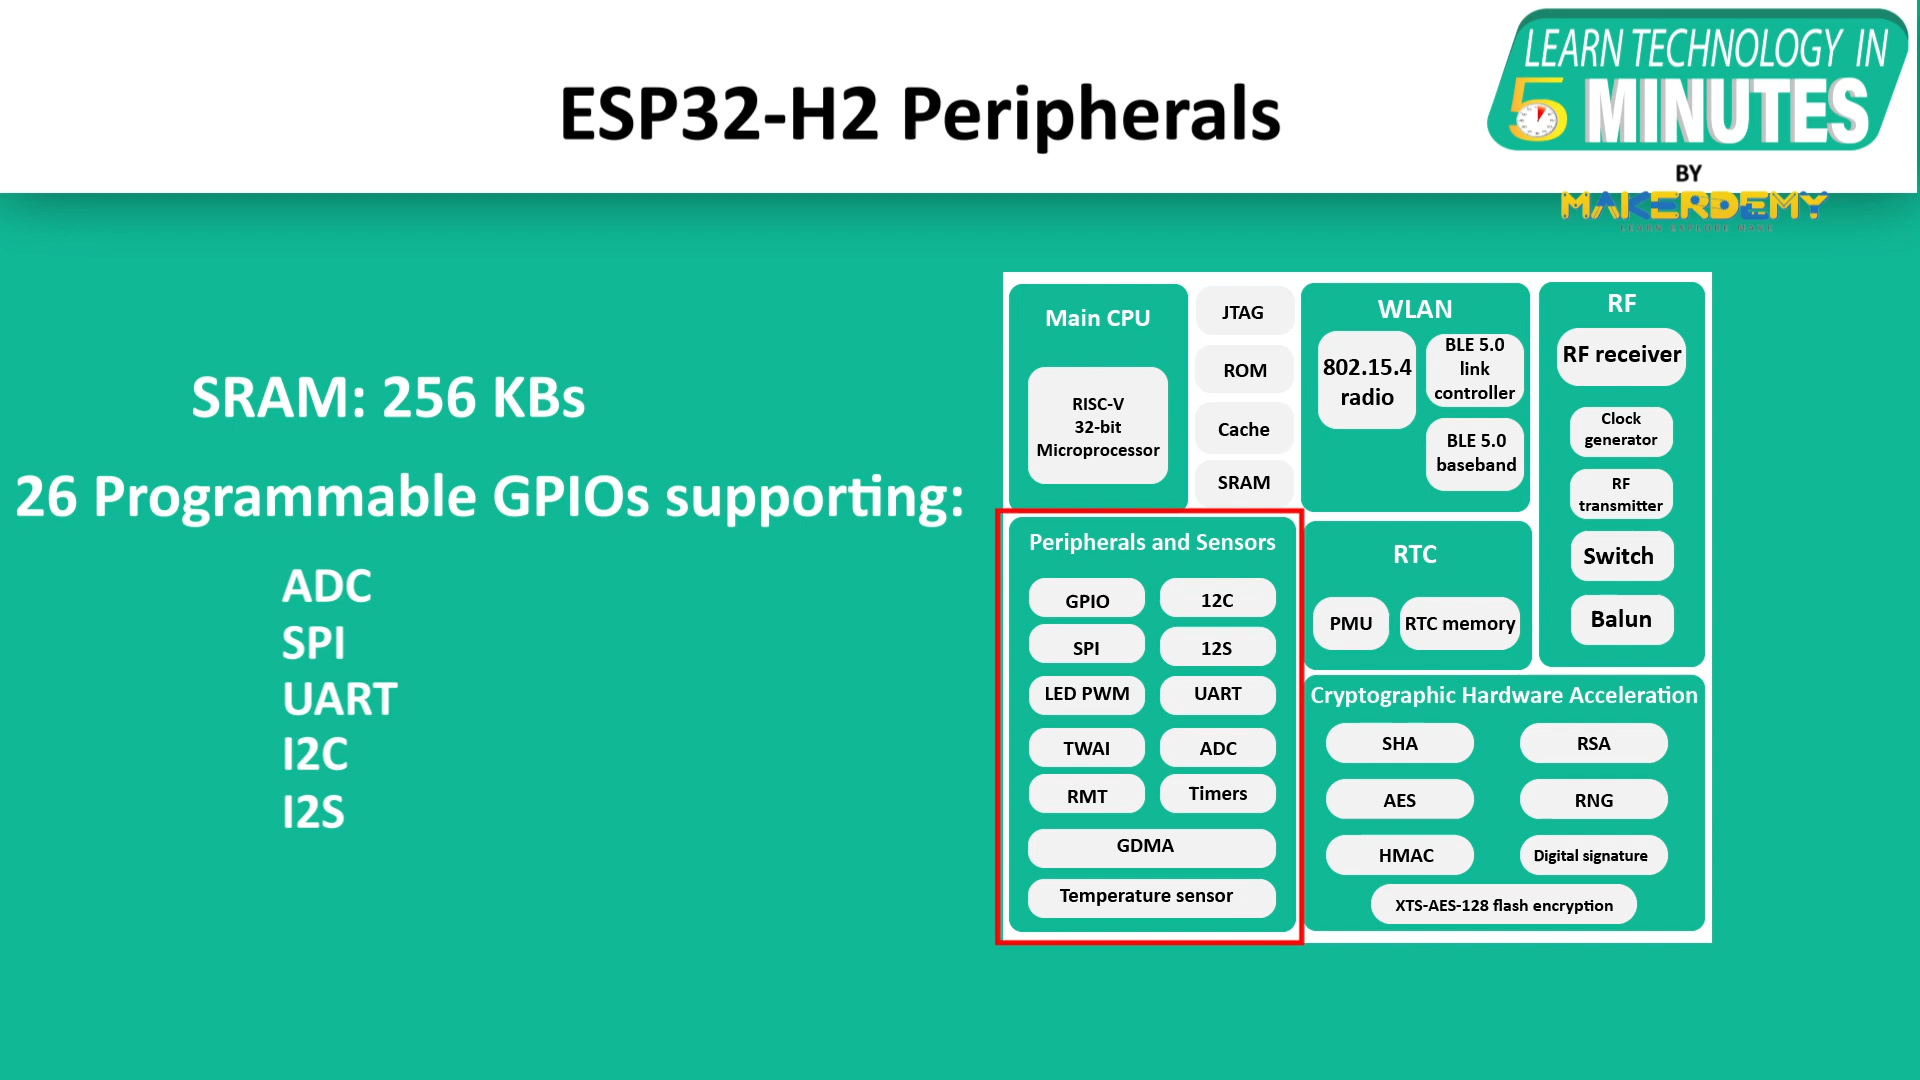 ESP32-H2 Peripherals
LEARN TECHNOLOGY IN
5 MINUTES
BY
MAKERDEMY
LEARN EXPLORE MAKE
SRAM: 256 KBs
26 Programmable GPIOs supporting:
ADC
SPI
UART
I2C
I2S
Main CPU
RISC-V
32-bit
Microprocessor
JTAG
ROM
Cache
SRAM
WLAN
802.15.4
radio
BLE 5.0
link
controller
BLE 5.0
baseband
RF
RF receiver
Clock
generator
RF
transmitter
Switch
Balun
Peripherals and Sensors
GPIO
12C
SPI
12S
LED PWM
UART
TWAI
ADC
RMT
Timers
GDMA
Temperature sensor
RTC
PMU
RTC memory
Cryptographic Hardware Acceleration
SHA
RSA
AES
RNG
HMAC
Digital signature
XTS-AES-128 flash encryption